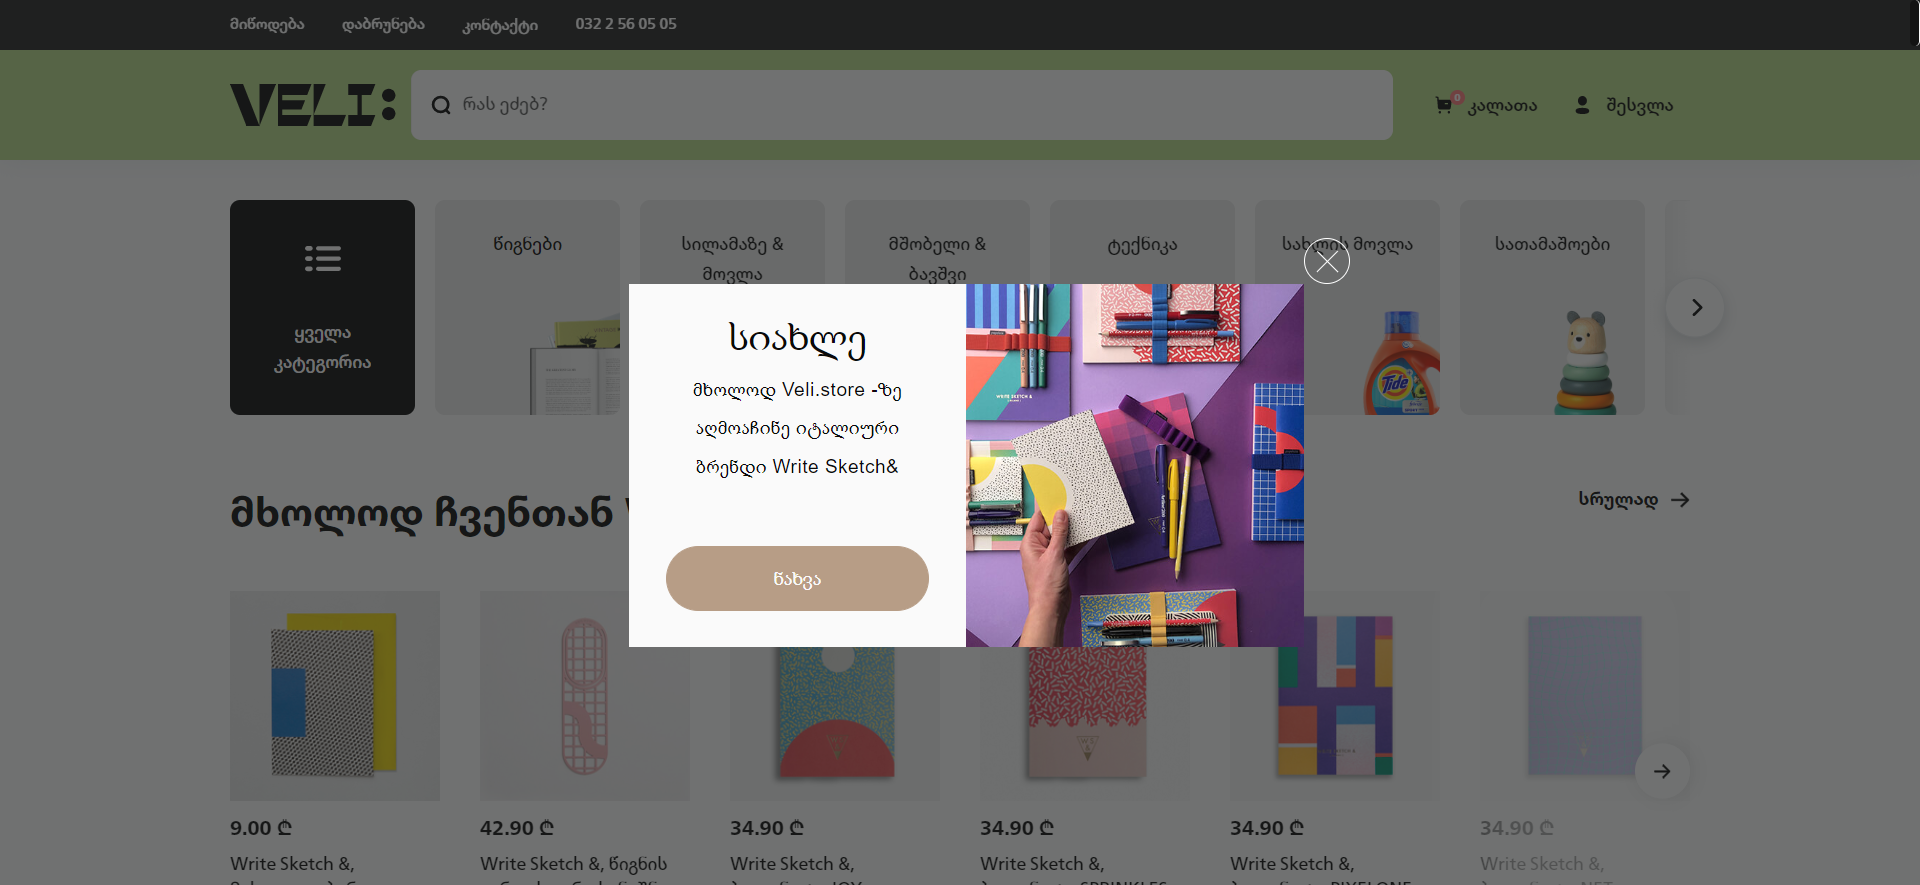 მიწოდება
დაბრუნება
კონტაქტი
032 2 56 05 05
VELI:
რას ეძებ?
0
კალათა
შესვლა
ყველა
კატეგორია
წიგნები
სილამაზე &
მოვლა
მშობელი &
ბავშვი
ტექნიკა
სახლის მოვლა
სათამაშოები
Tide
სიახლე
მხოლოდ Veli.store -ზე
აღმოაჩინე იტალიური
ბრენდი Write Sketch&
ნახვა
WRITE SKETCH &
მხოლოდ ჩვენთან
სრულად
9.00 ₾
42.90 ₾
34.90 ₾
34.90 ₾
34.90 ₾
34.90 ₾
Write Sketch &,
Write Sketch &, წიგნის
Write Sketch &,
Write Sketch &,
Write Sketch &,
Write Sketch &,